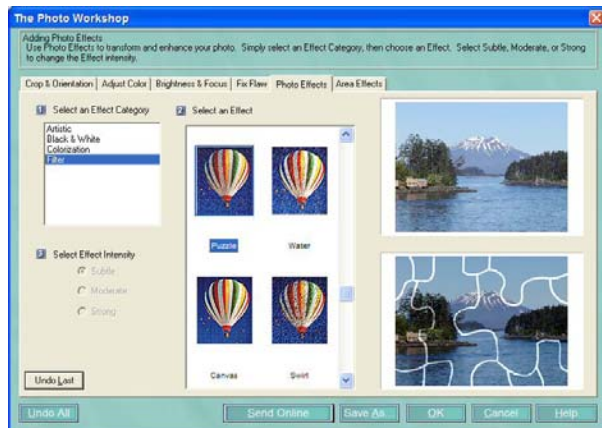 The Photo Workshop
Adding Photo Effects
Use Photo Effects to transform and enhance your photo. Simply select an Effect Category, then choose an Effect. Select Subtle, Moderate, or Strong
to change the Effect intensity.
Crop & Orientation Adjust Color Brightness & Focus Fix Flaw Photo Effects Area Effects
1 Select an Effect Category
2 Select an Effect
Artistic
Black & White
Colorization
Filter
Puzzle Water
3 Select Effect Intensity
Subtle
Moderate
Strong
Canvas Swirl
Undo Last
Undo All Send Online Save As OK Cancel Help